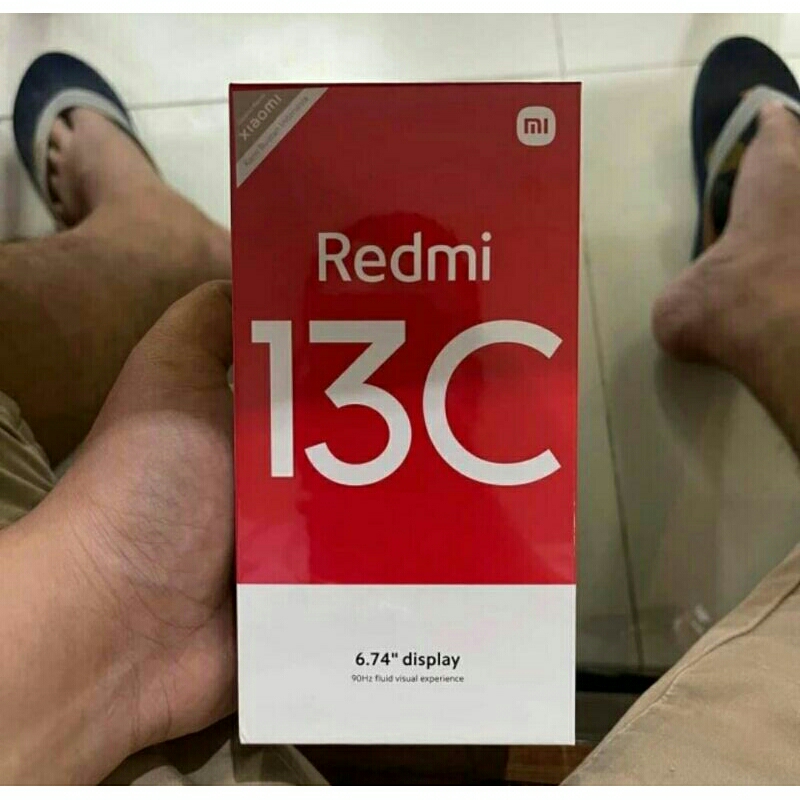 xiaomi
mi
Redmi
13C
6.74" display
90Hz fluid visual experience